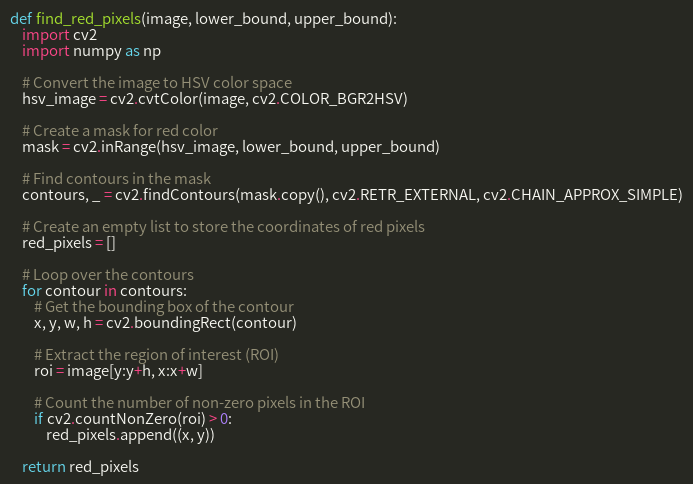 def find_red_pixels(image, lower_bound, upper_bound):
    import cv2
    import numpy as np

    # Convert the image to HSV color space
    hsv_image = cv2.cvtColor(image, cv2.COLOR_BGR2HSV)

    # Create a mask for red color
    mask = cv2.inRange(hsv_image, lower_bound, upper_bound)

    # Find contours in the mask
    contours, _ = cv2.findContours(mask.copy(), cv2.RETR_EXTERNAL, cv2.CHAIN_APPROX_SIMPLE)

    # Create an empty list to store the coordinates of red pixels
    red_pixels = []

    # Loop over the contours
    for contour in contours:
        # Get the bounding box of the contour
        x, y, w, h = cv2.boundingRect(contour)

        # Extract the region of interest (ROI)
        roi = image[y:y+h, x:x+w]

        # Count the number of non-zero pixels in the ROI
        if cv2.countNonZero(roi) > 0:
            red_pixels.append((x, y))

    return red_pixels